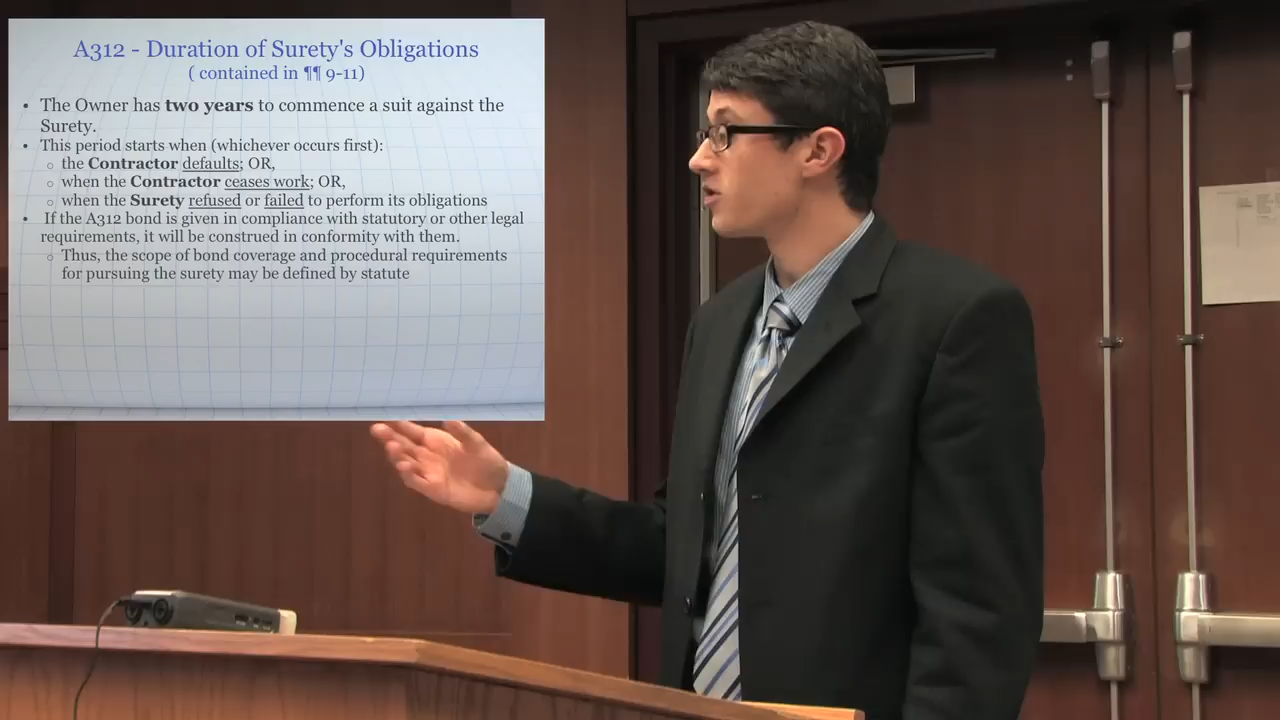 A312 - Duration of Surety's Obligations
( contained in ¶¶ 9-11)
• The Owner has two years to commence a suit against the
Surety.
• This period starts when (whichever occurs first):
○ the Contractor defaults; OR,
○ when the Contractor ceases work; OR,
○ when the Surety refused or failed to perform its obligations
• If the A312 bond is given in compliance with statutory or other legal
requirements, it will be construed in conformity with them.
○ Thus, the scope of bond coverage and procedural requirements
for pursuing the surety may be defined by statute